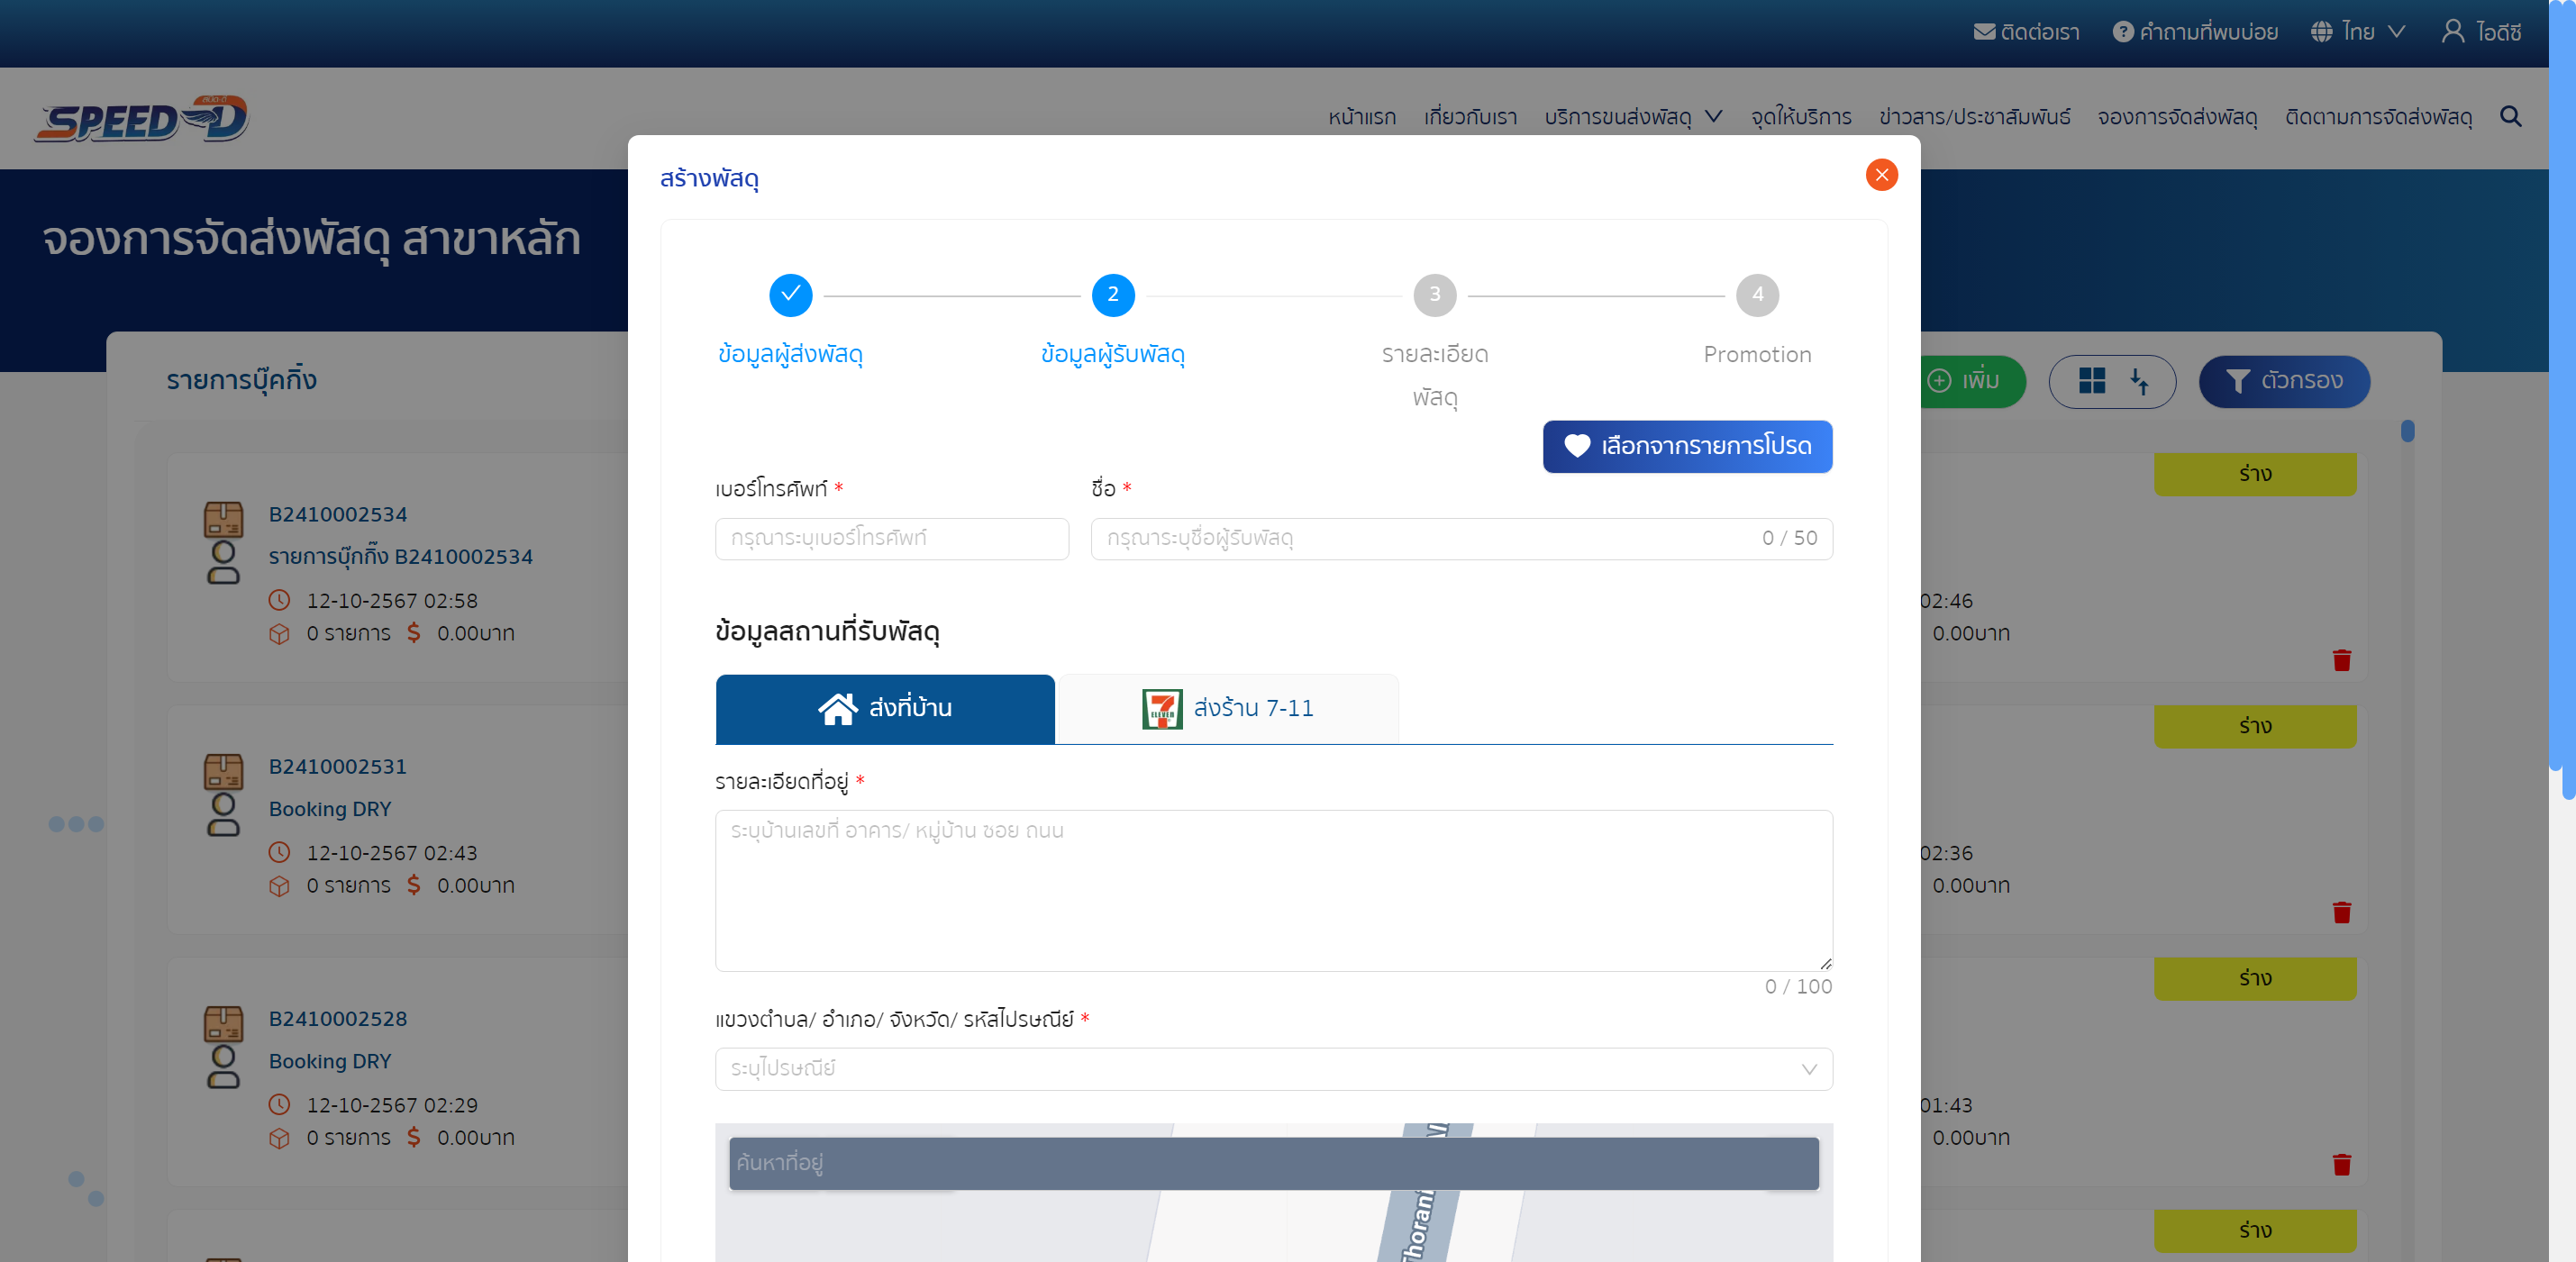 ติดต่อเรา คำถามที่พบบ่อย ไทย ไอดีซี
SPEED-D สปีด-ดี
หน้าแรก เกี่ยวกับเรา บริการขนส่งพัสดุ จุดให้บริการ ข่าวสาร/ประชาสัมพันธ์ จองการจัดส่งพัสดุ ติดตามการจัดส่งพัสดุ
สร้างพัสดุ
จองการจัดส่งพัสดุ สาขาหลัก
2 3 4
ข้อมูลผู้ส่งพัสดุ ข้อมูลผู้รับพัสดุ รายละเอียด Promotion
พัสดุ
รายการบุ๊คกิ้ง
เพิ่ม ตัวกรอง
เลือกจากรายการโปรด
เบอร์โทรศัพท์ * ชื่อ *
กรุณาระบุเบอร์โทรศัพท์ กรุณาระบุชื่อผู้รับพัสดุ 0 / 50
ข้อมูลสถานที่รับพัสดุ
ส่งที่บ้าน 7 ELEVEN ส่งร้าน 7-11
รายละเอียดที่อยู่ *
ระบุบ้านเลขที่ อาคาร/ หมู่บ้าน ซอย ถนน
0 / 100
แขวงตำบล/ อำเภอ/ จังหวัด/ รหัสไปรษณีย์ *
ระบุไปรษณีย์
ค้นหาที่อยู่
B2410002534
รายการบุ๊กกิ๊ง B2410002534
12-10-2567 02:58
0 รายการ 0.00บาท
B2410002531
Booking DRY
12-10-2567 02:43
0 รายการ 0.00บาท
B2410002528
Booking DRY
12-10-2567 02:29
0 รายการ 0.00บาท
ร่าง
02:46
0.00บาท
ร่าง
02:36
0.00บาท
ร่าง
01:43
0.00บาท
ร่าง